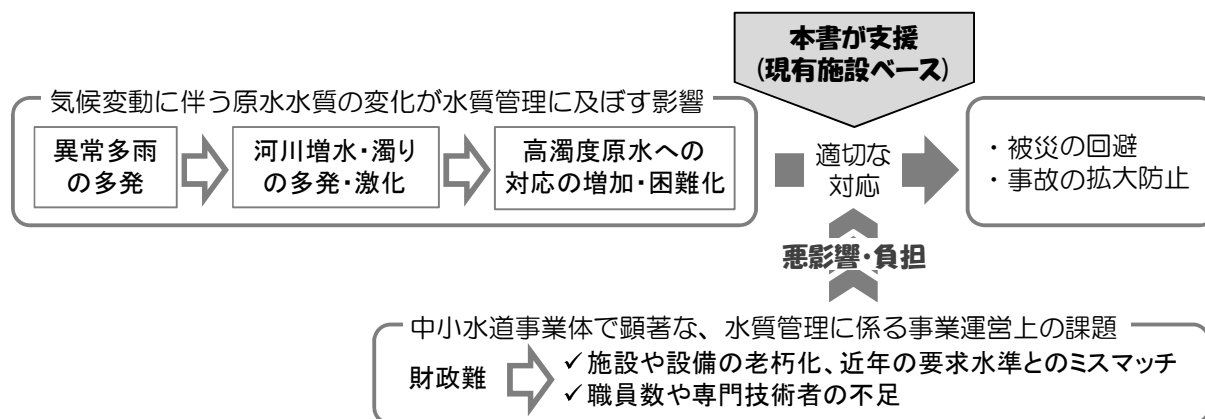 本書が支援
(現有施設ベース)
気候変動に伴う原水水質の変化が水質管理に及ぼす影響
異常多雨
の多発
河川増水・濁り
の多発・激化
高濁度原水への
対応の増加・困難化
適切な
対応
・被災の回避
・事故の拡大防止
悪影響・負担
中小水道事業体で顕著な、水質管理に係る事業運営上の課題
財政難
✓施設や設備の老朽化、近年の要求水準とのミスマッチ
✓職員数や専門技術者の不足